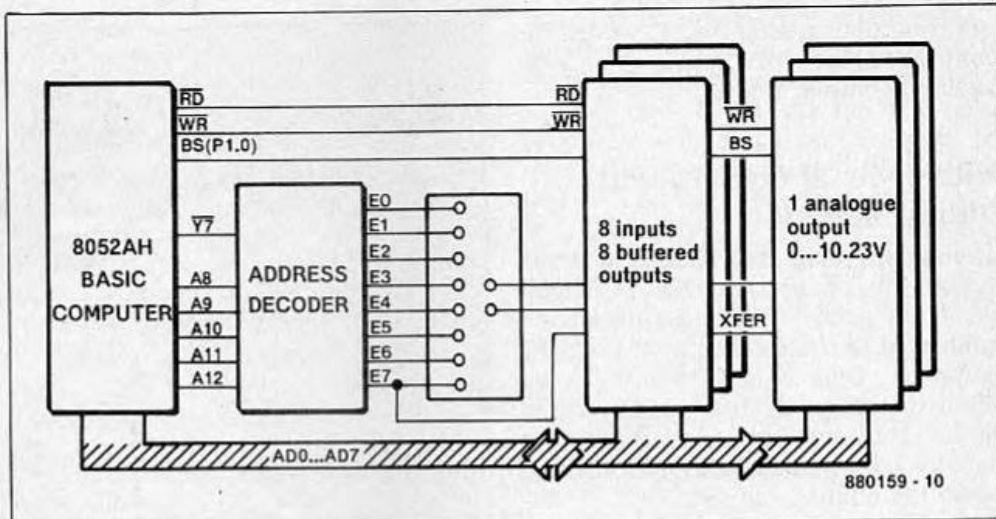 RD
WR
BS(P1.0)
8052AH
BASIC
COMPUTER
Y7
A8
A9
A10
A11
A12
ADDRESS
DECODER
E0
E1
E2
E3
E4
E5
E6
E7
RD
WR
8 inputs
8 buffered
outputs
WR
BS
XFER
1 analogue
output
0...10.23V
AD0...AD7
880159 - 10